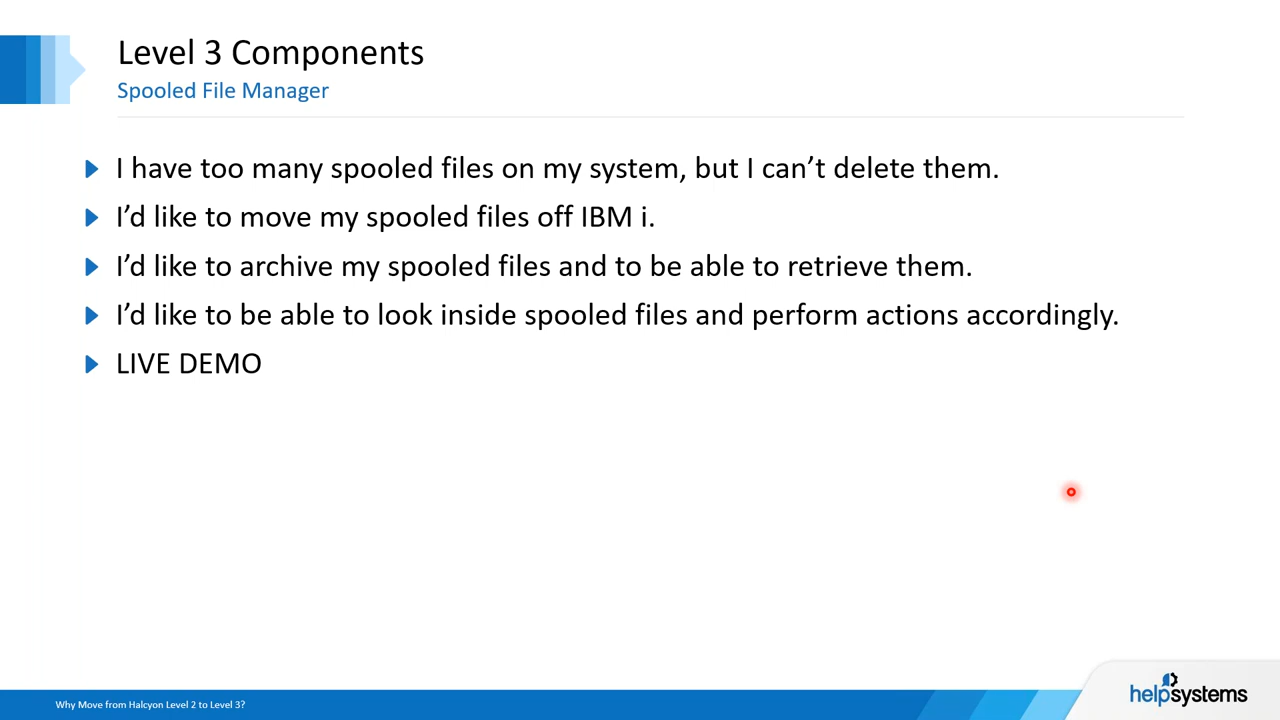 Level 3 Components
Spooled File Manager
I have too many spooled files on my system, but I can’t delete them.
I’d like to move my spooled files off IBM i.
I’d like to archive my spooled files and to be able to retrieve them.
I’d like to be able to look inside spooled files and perform actions accordingly.
LIVE DEMO
Why Move from Halcyon Level 2 to Level 3?
helpsystems